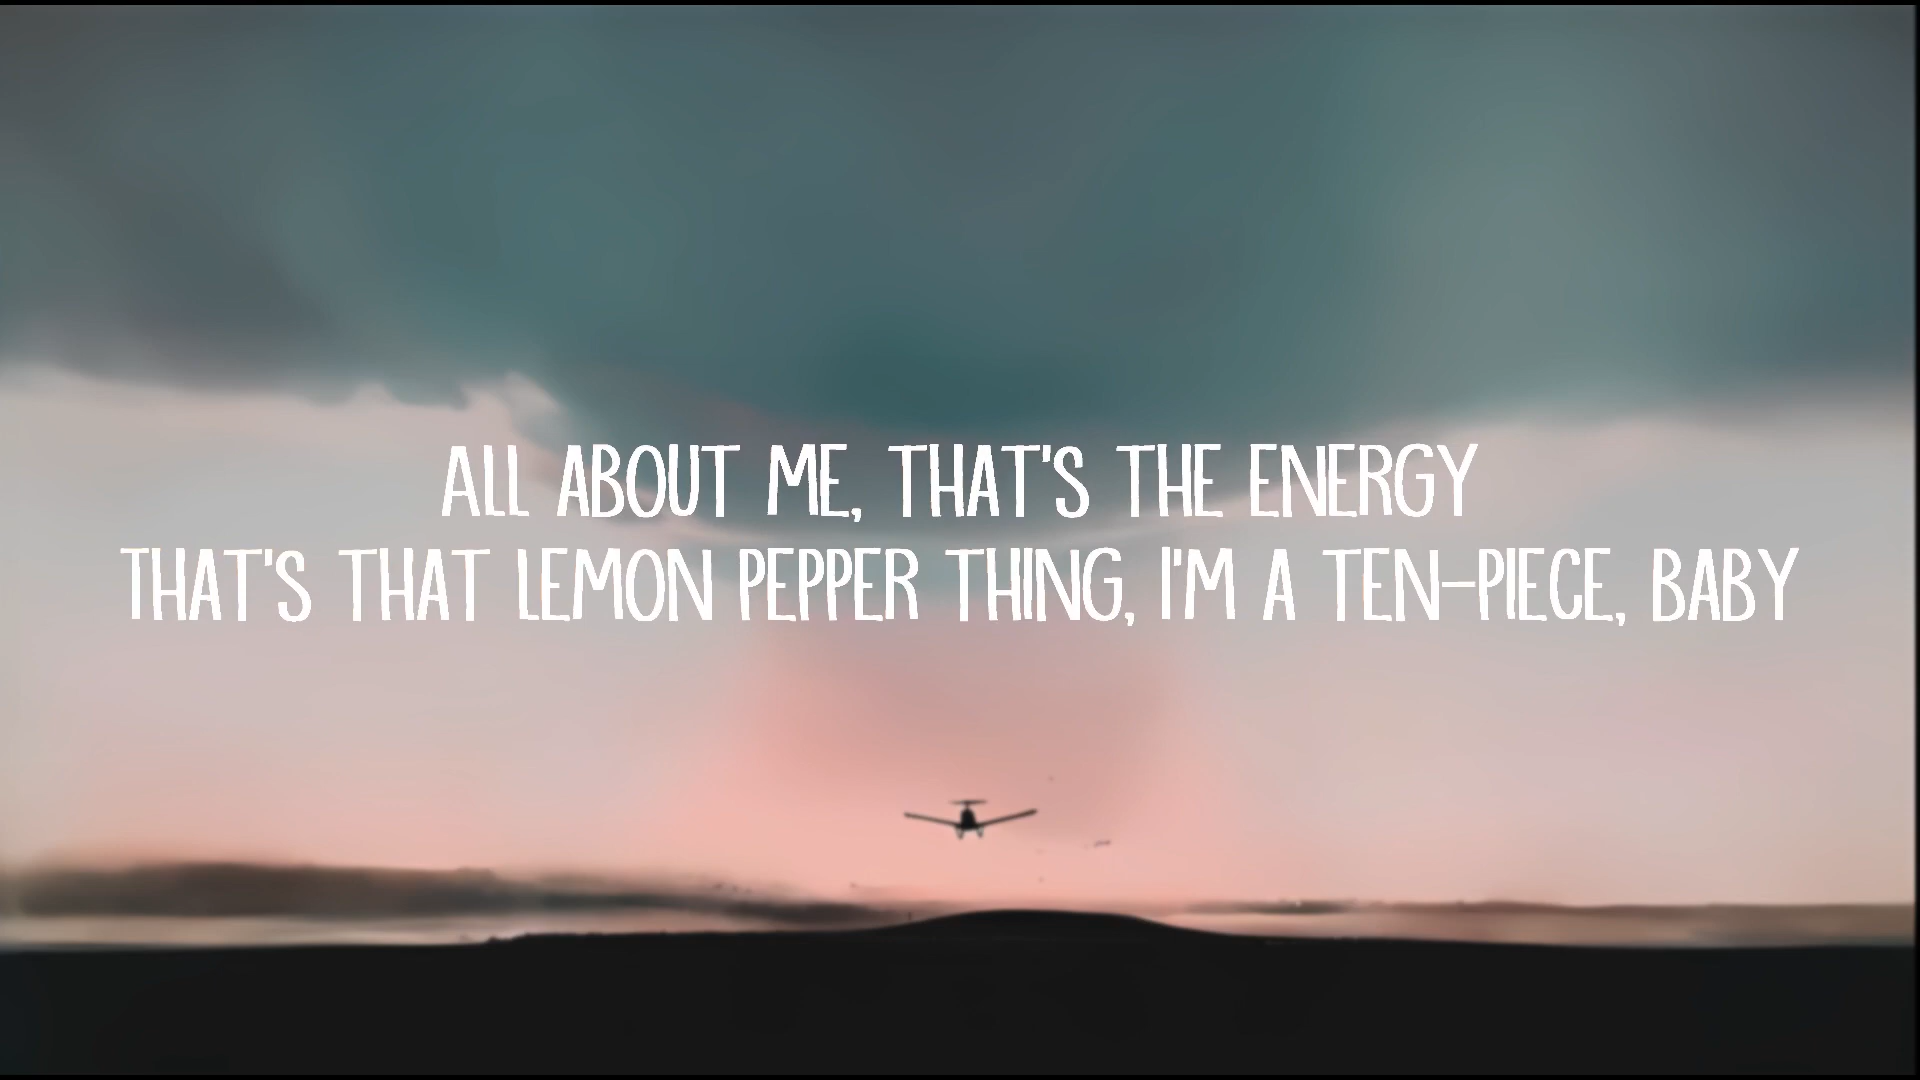 ALL ABOUT ME, THAT'S THE ENERGY
THAT'S THAT LEMON PEPPER THING, I'M A TEN-PIECE, BABY